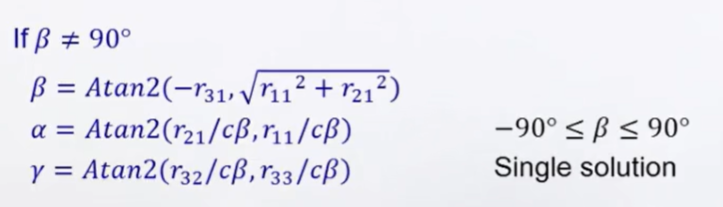 If β ≠ 90°
β = Atan2(−r₃₁, √r₁₁² + r₂₁²)
α = Atan2(r₂₁/cβ, r₁₁/cβ)
−90° ≤ β ≤ 90°
γ = Atan2(r₃₂/cβ, r₃₃/cβ)
Single solution